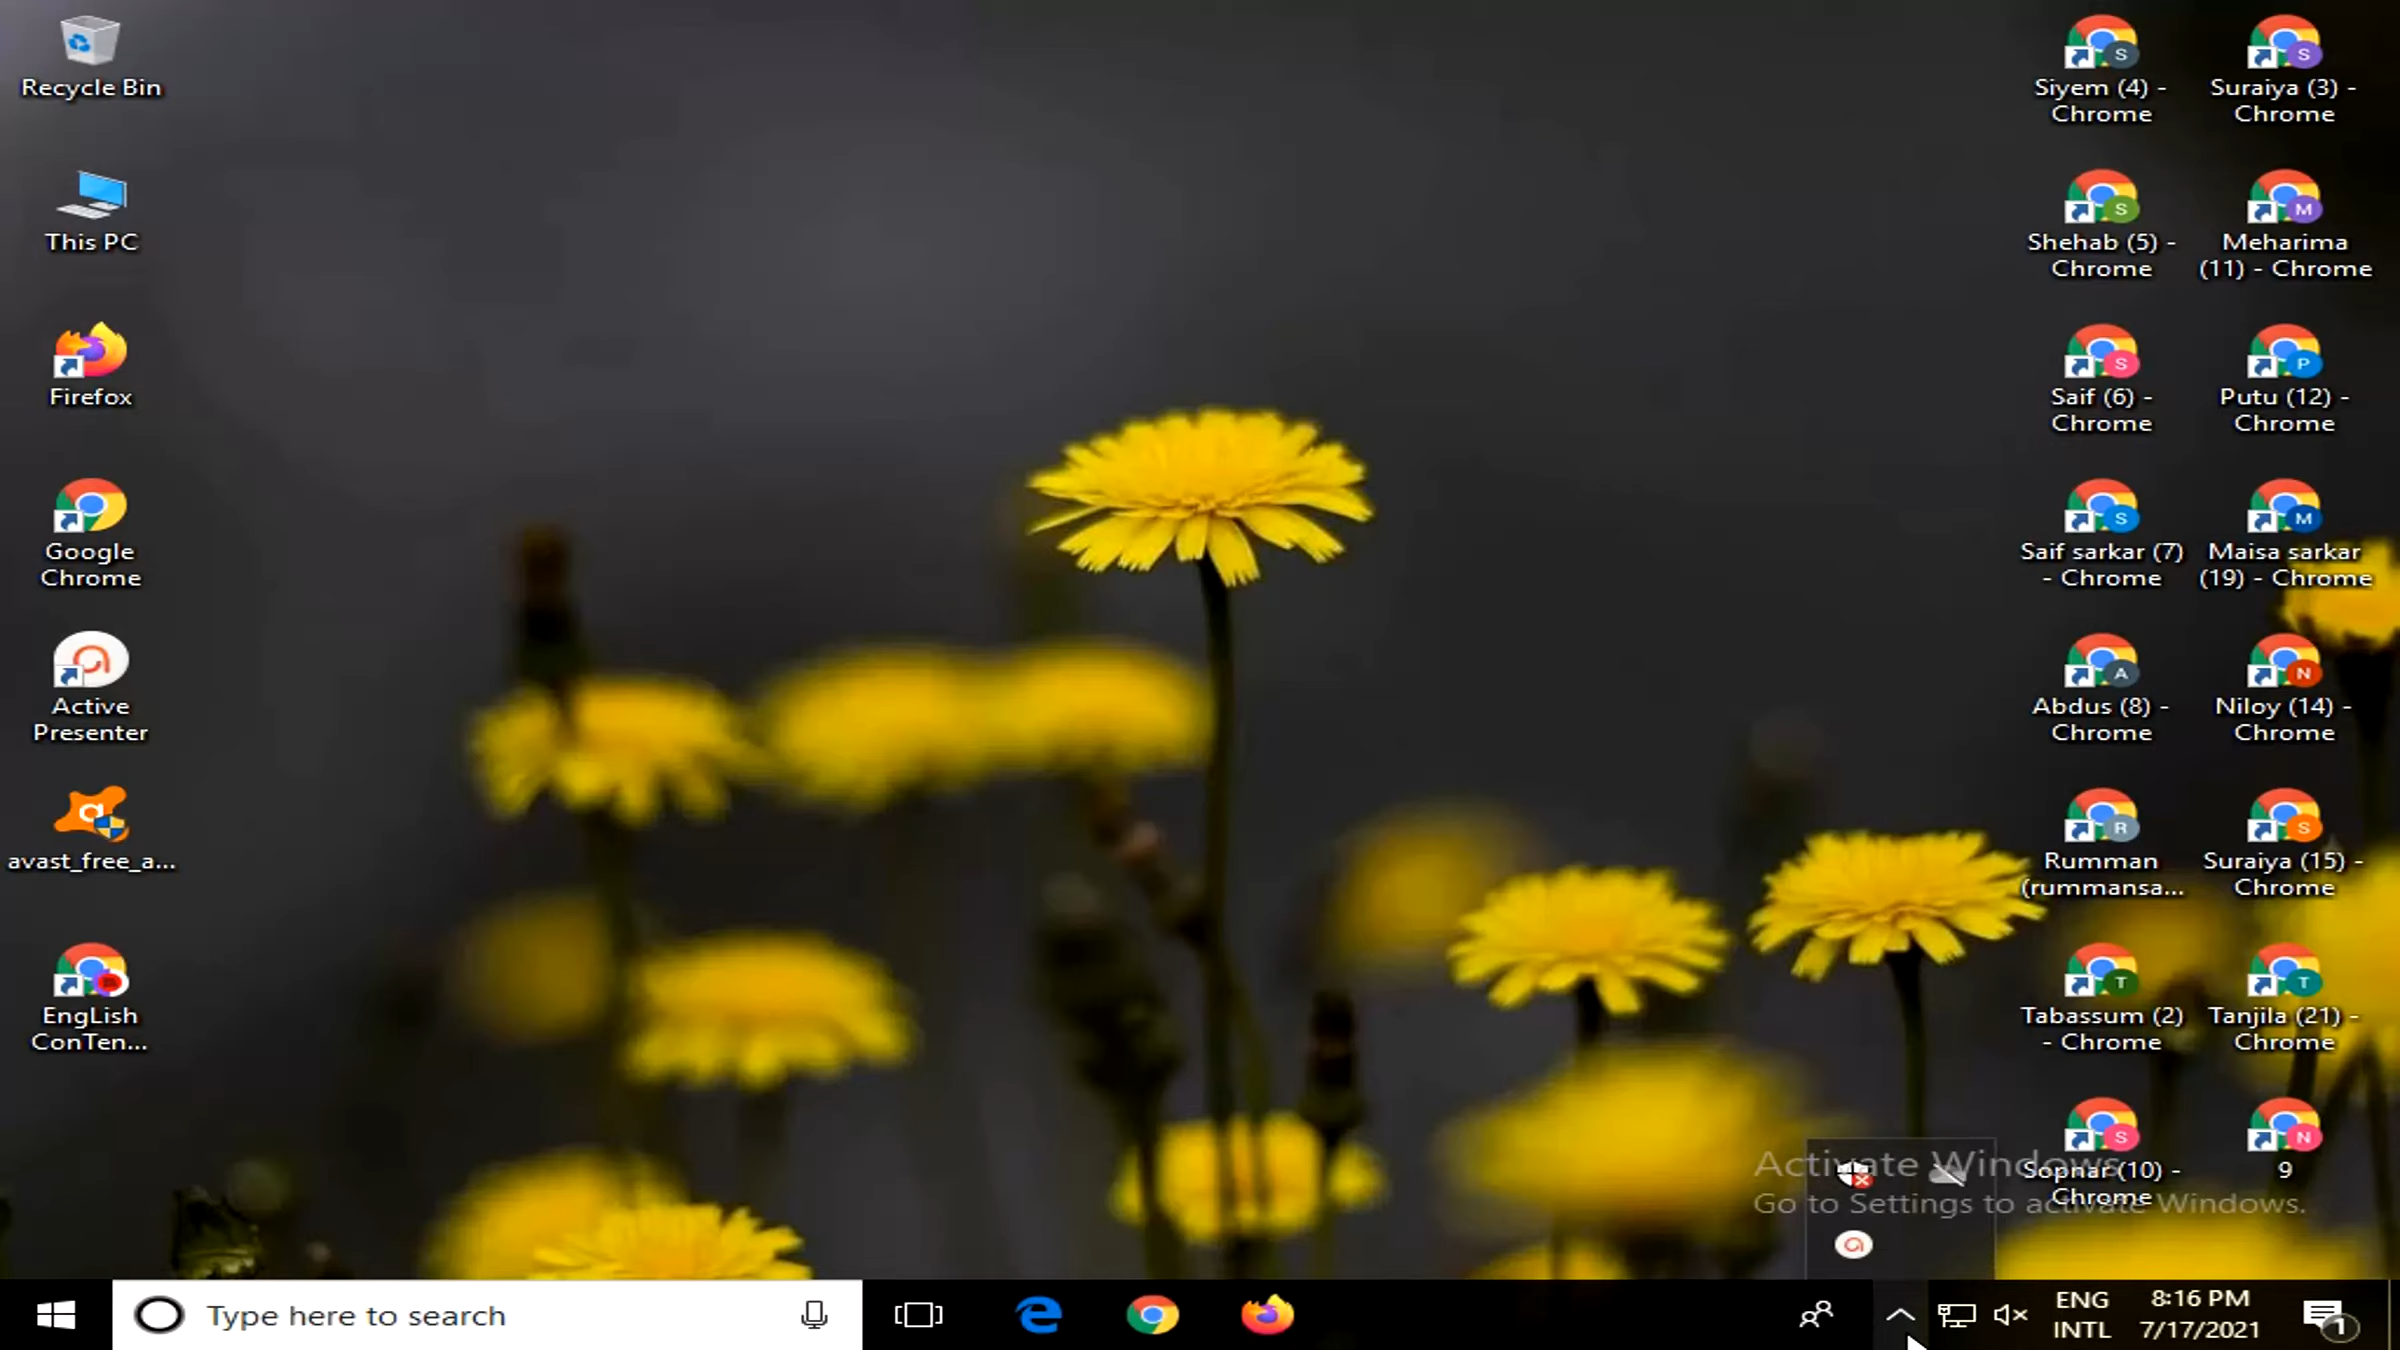 Recycle Bin
This PC
Firefox
Google
Chrome
Active
Presenter
avast_free_a...
EngLish
ConTen...
Siyem (4) -
Chrome
Suraiya (3) -
Chrome
Shehab (5) -
Chrome
Meharima
(11) - Chrome
Saif (6) -
Chrome
Putu (12) -
Chrome
Saif sarkar (7)
- Chrome
Maisa sarkar
(19) - Chrome
Abdus (8) -
Chrome
Niloy (14) -
Chrome
Rumman
(rummansa...
Suraiya (15) -
Chrome
Tabassum (2)
- Chrome
Tanjila (21) -
Chrome
Sopnar (10) -
Chrome
9
Activate Windows
Go to Settings to activate Windows.
Type here to search
ENG
INTL
8:16 PM
7/17/2021
1